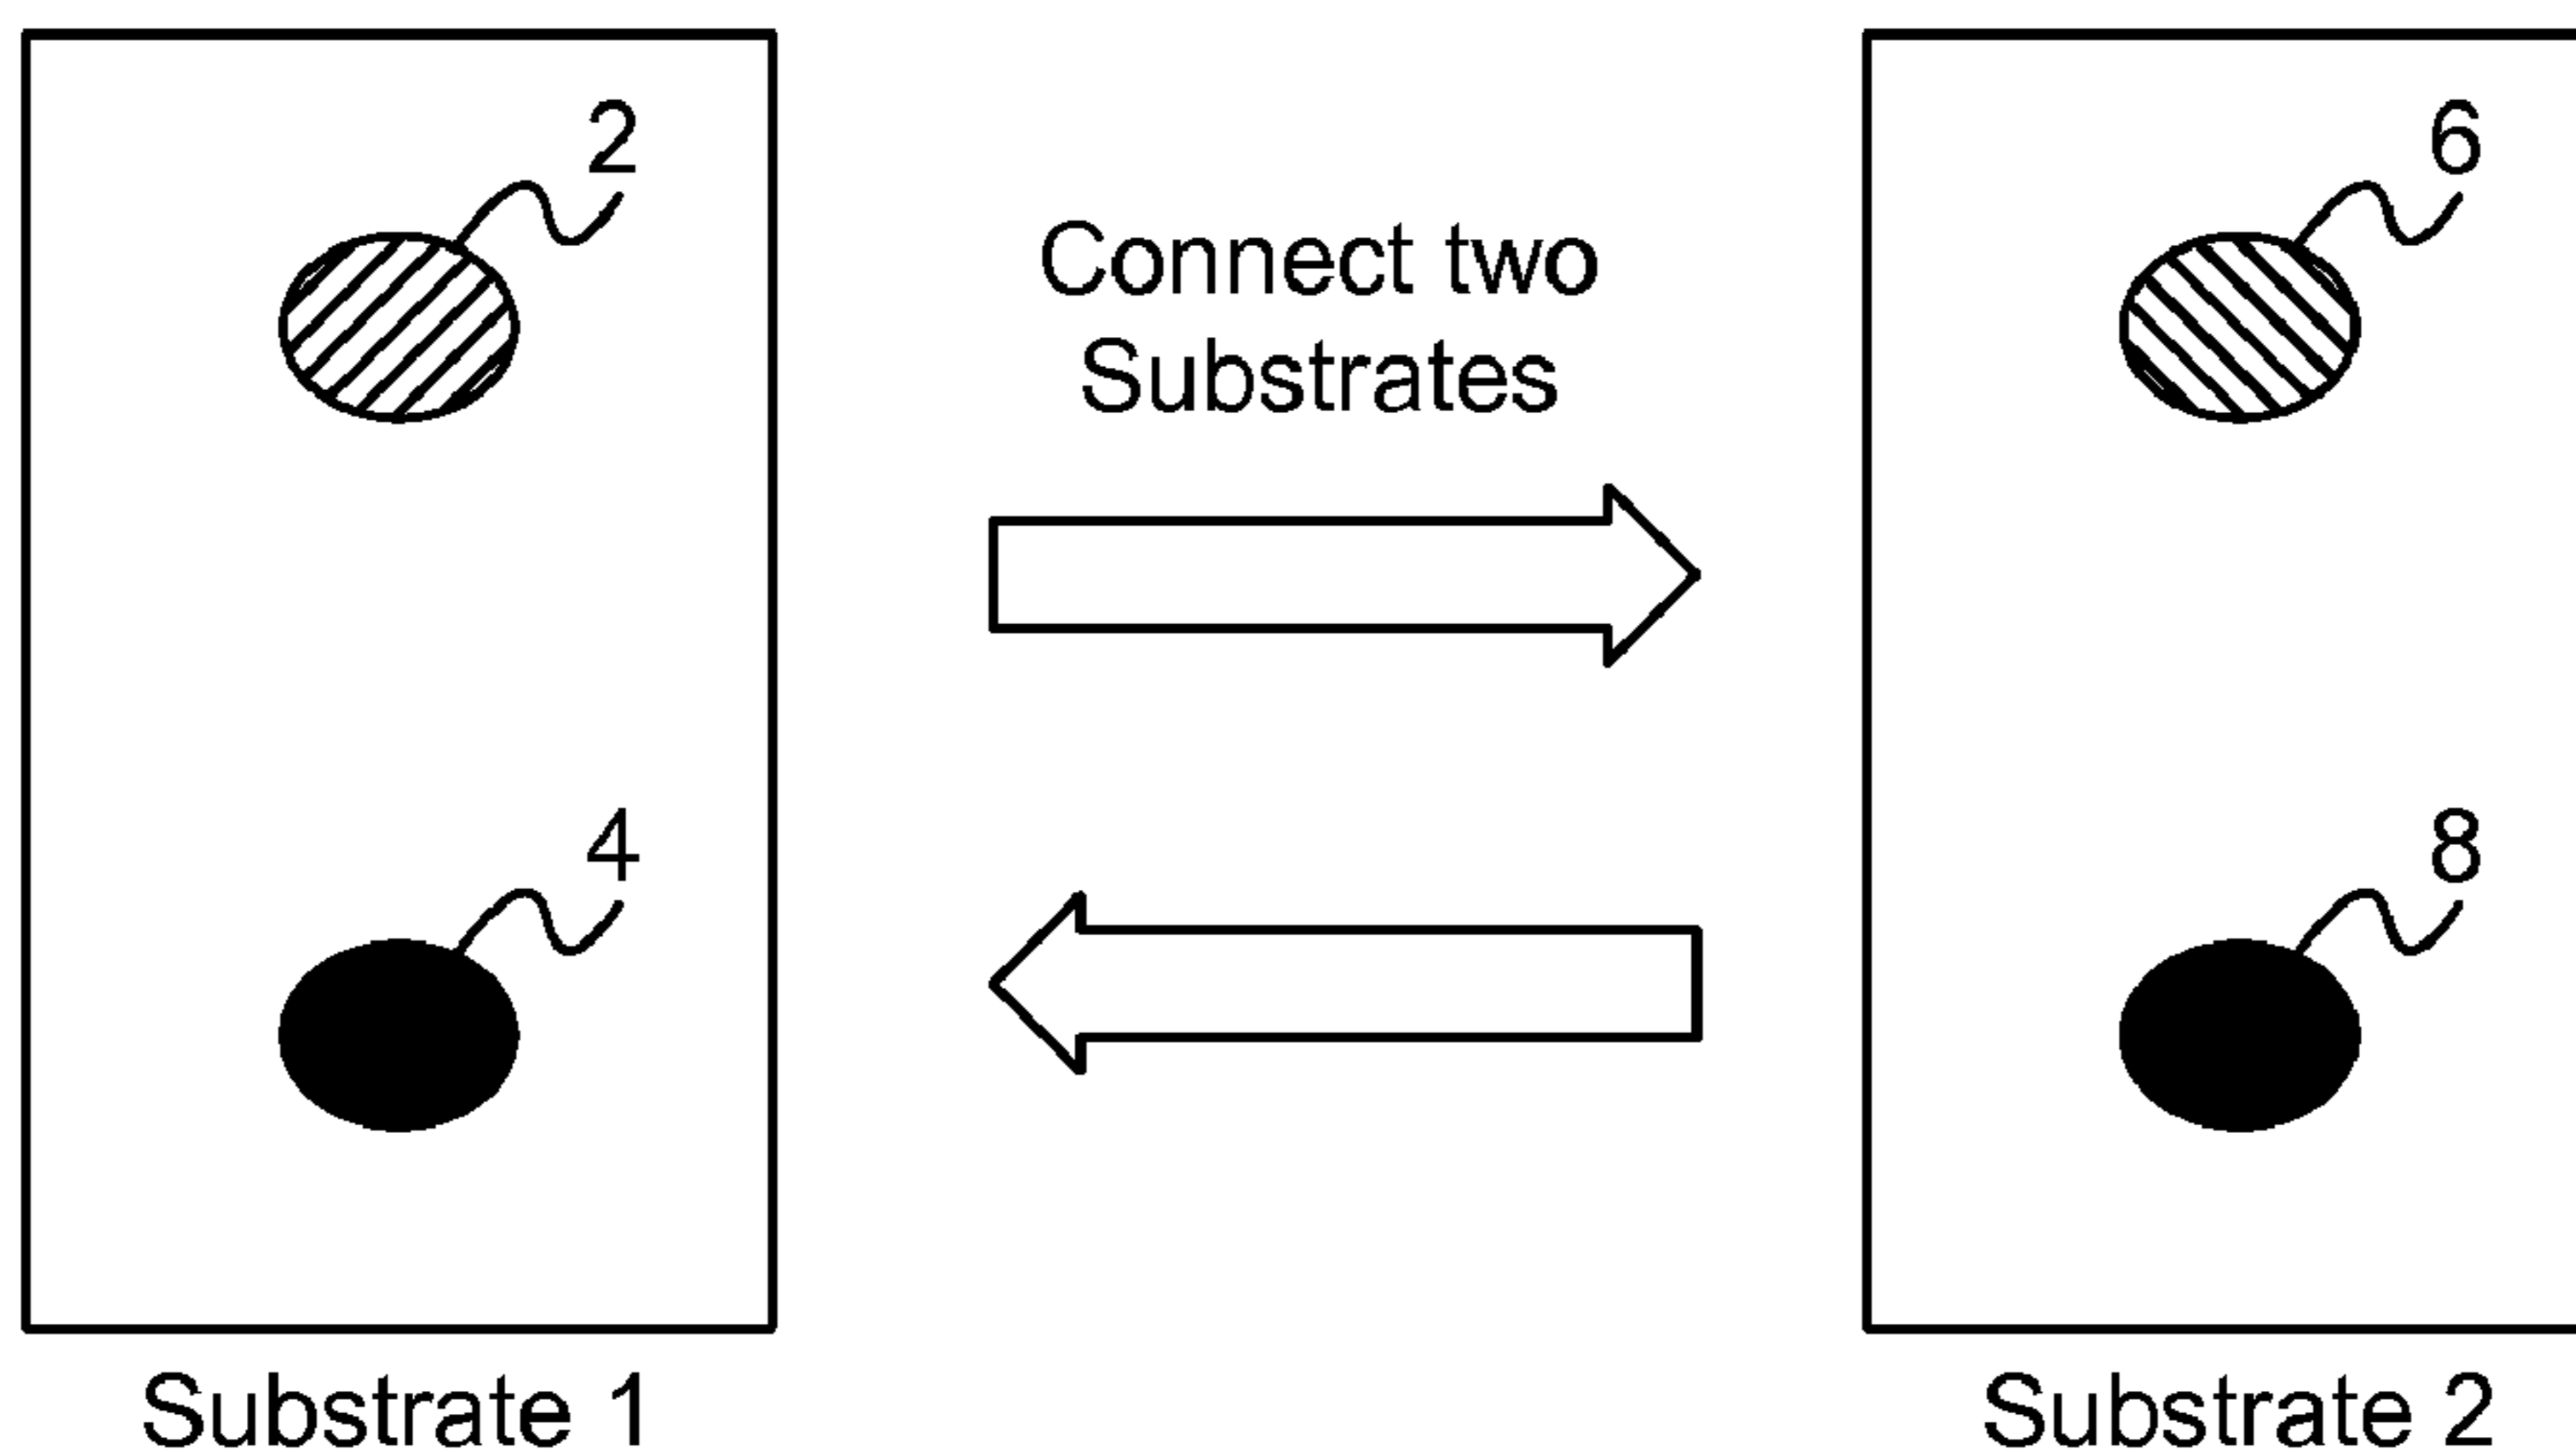 2
6
Connect two
Substrates
4
8
Substrate 1
Substrate 2